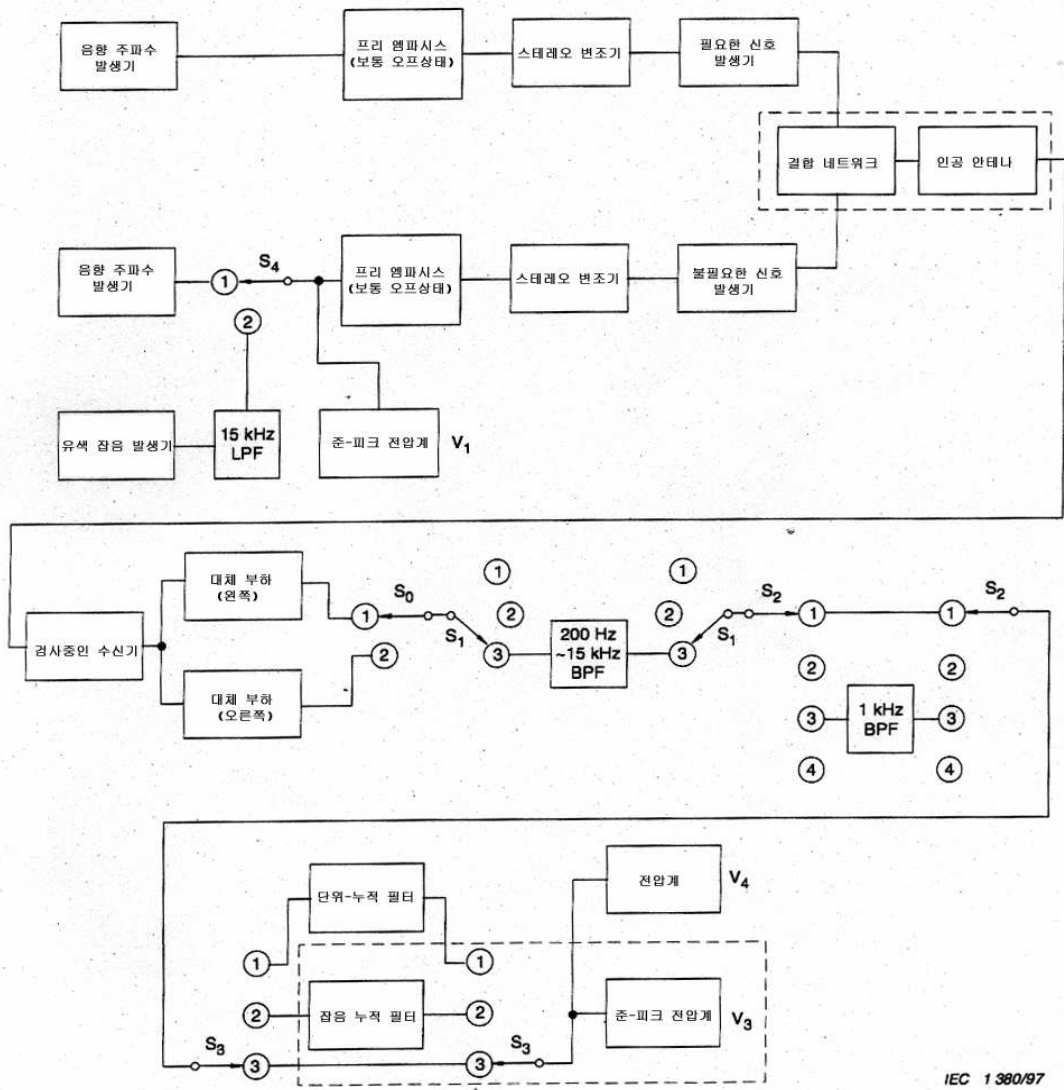 음향 주파수
발생기
프리 엠파시스
(보통 오프상태)
스테레오 변조기
필요한 신호
발생기
결합 네트워크
인공 안테나
음향 주파수
발생기
1
S4
2
프리 엠파시스
(보통 오프상태)
스테레오 변조기
불필요한 신호
발생기
유색 잡음 발생기
15 kHz
LPF
준-피크 전압계
V1
검사중인 수신기
대체 부하
(왼쪽)
대체 부하
(오른쪽)
1
S0
2
S1
1
2
3
200 Hz
~15 kHz
BPF
1
2
3
S1
S2
1
1
S2
2
2
3
1 kHz
BPF
3
4
4
단위-누적 필터
1
1
2
잡음 누적 필터
2
S3
3
3
S3
전압계
V4
준-피크 전압계
V3
IEC 1 380/97